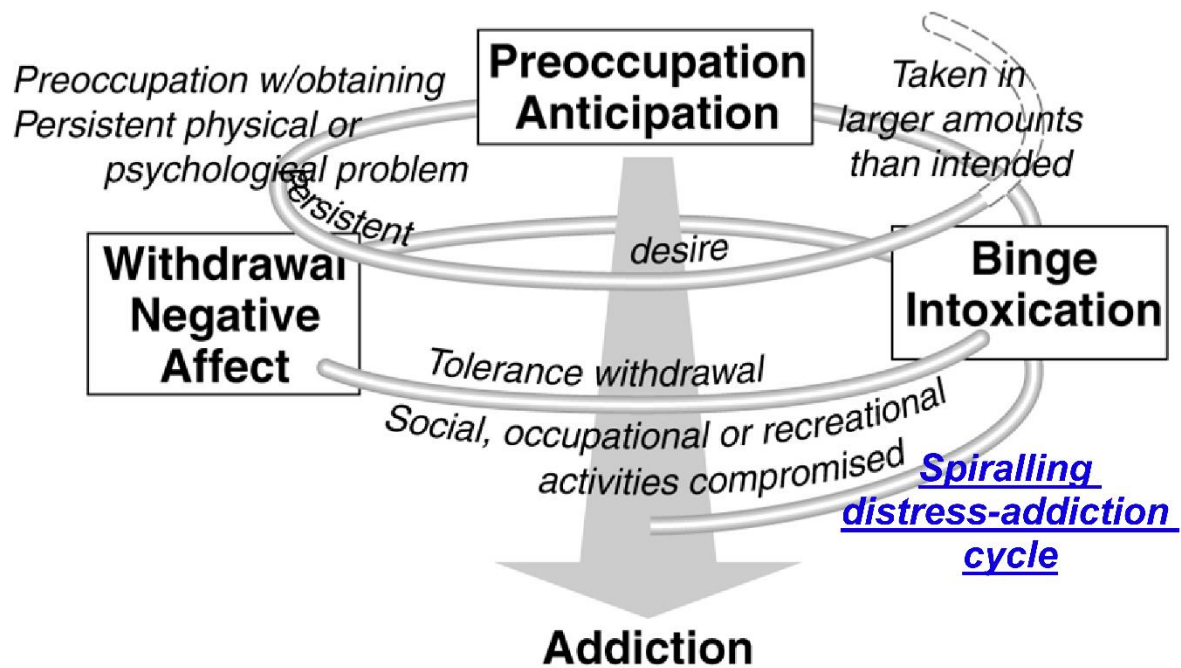 Preoccupation
Anticipation
Preoccupation w/obtaining
Persistent physical or
psychological problem
Taken in
larger amounts
than intended
Persistent desire
Withdrawal
Negative
Affect
Binge
Intoxication
Tolerance withdrawal
Social, occupational or recreational
activities compromised
Spiralling
distress-addiction
cycle
Addiction